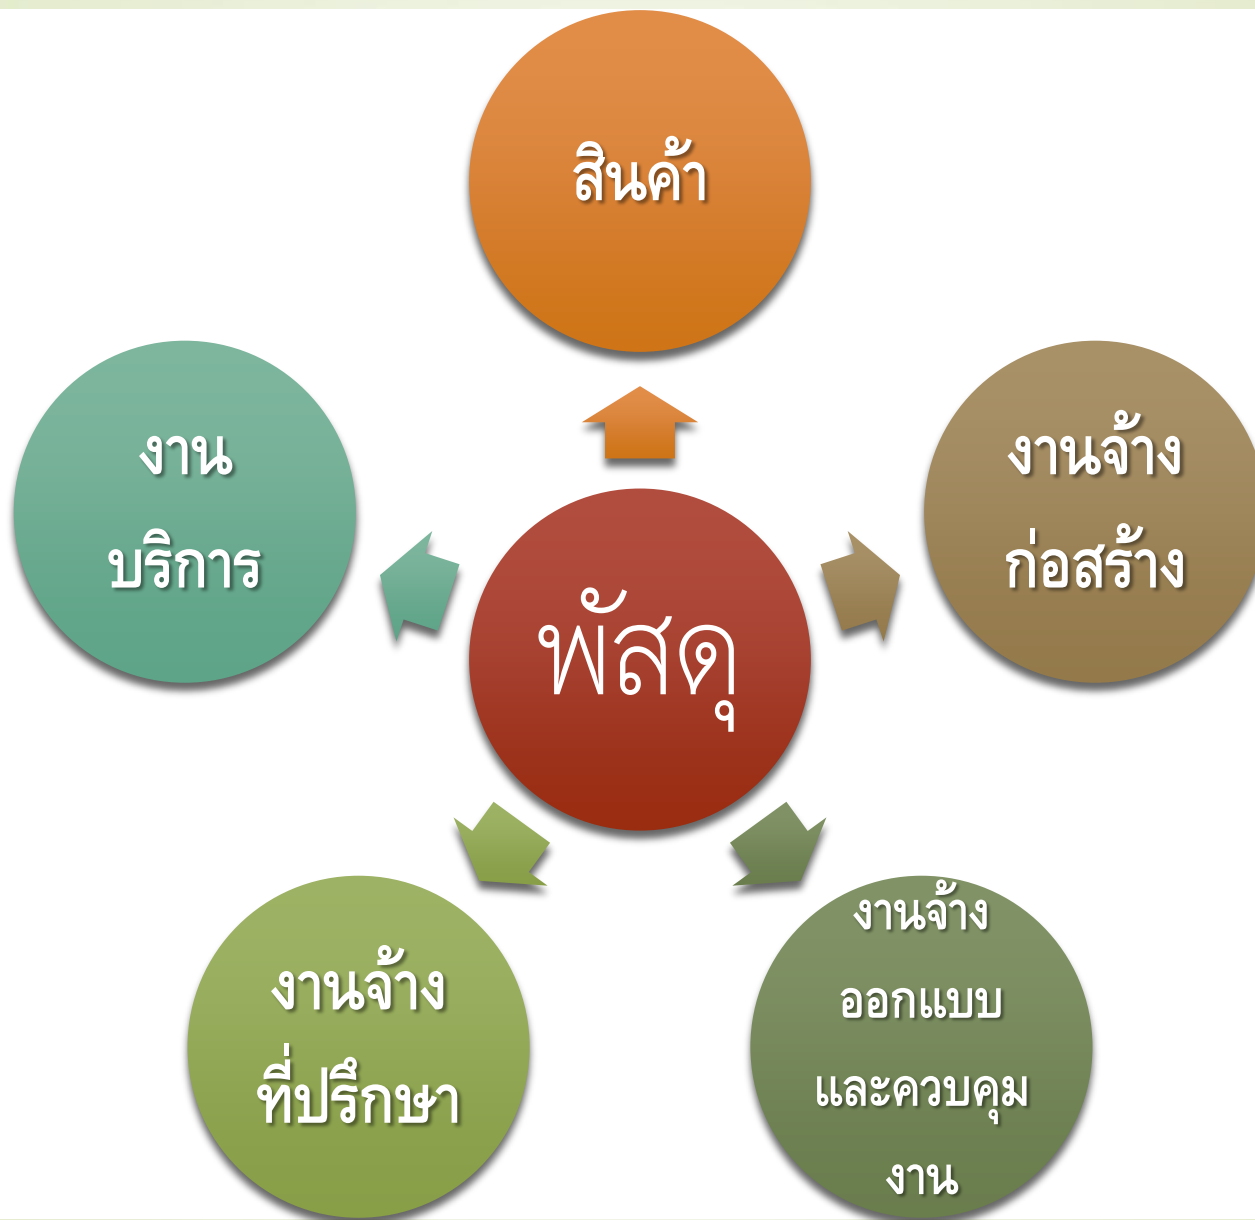 สินค้า
งาน
บริการ
งานจ้าง
ก่อสร้าง
พัสดุ
งานจ้าง
ที่ปรึกษา
งานจ้าง
ออกแบบ
และควบคุม
งาน